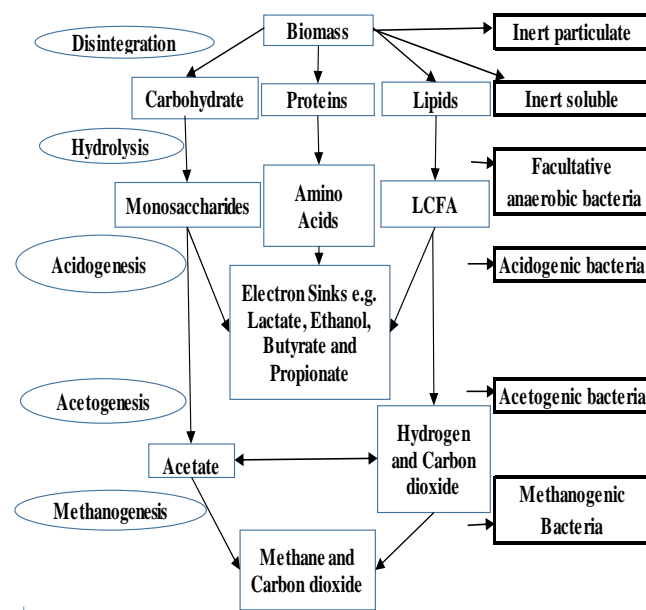 Disintegration
Biomass
Inert particulate
Carbohydrate
Proteins
Lipids
Inert soluble
Hydrolysis
Facultative
anaerobic bacteria
Monosaccharides
Amino
Acids
LCFA
Acidogenesis
Acidogenic bacteria
Electron Sinks e.g.
Lactate, Ethanol,
Butyrate and
Propionate
Acetogenesis
Acetogenic bacteria
Acetate
Hydrogen
and Carbon
dioxide
Methanogenesis
Methanogenic
Bacteria
Methane and
Carbon dioxide